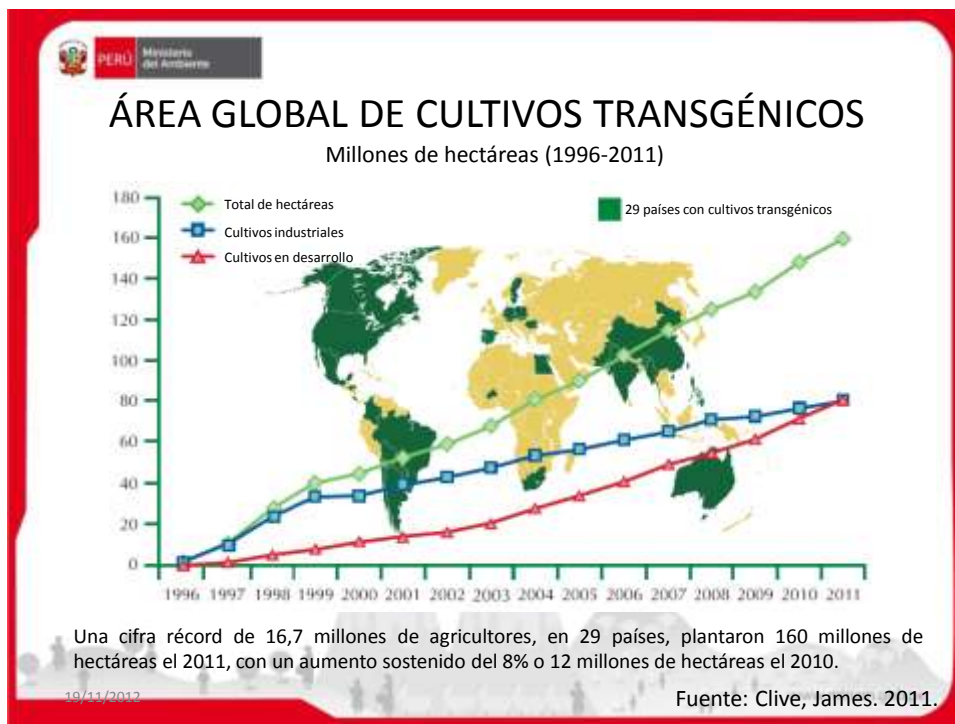 PERÚ
Ministerio
del Ambiente
ÁREA GLOBAL DE CULTIVOS TRANSGÉNICOS
Millones de hectáreas (1996-2011)
180
160
140
120
100
80
60
40
20
0
Total de hectáreas
Cultivos industriales
Cultivos en desarrollo
29 países con cultivos transgénicos
1996 1997 1998 1999 2000 2001 2002 2003 2004 2005 2006 2007 2008 2009 2010 2011
Una cifra récord de 16,7 millones de agricultores, en 29 países, plantaron 160 millones de
hectáreas el 2011, con un aumento sostenido del 8% o 12 millones de hectáreas el 2010.
19/11/2012
Fuente: Clive, James. 2011.